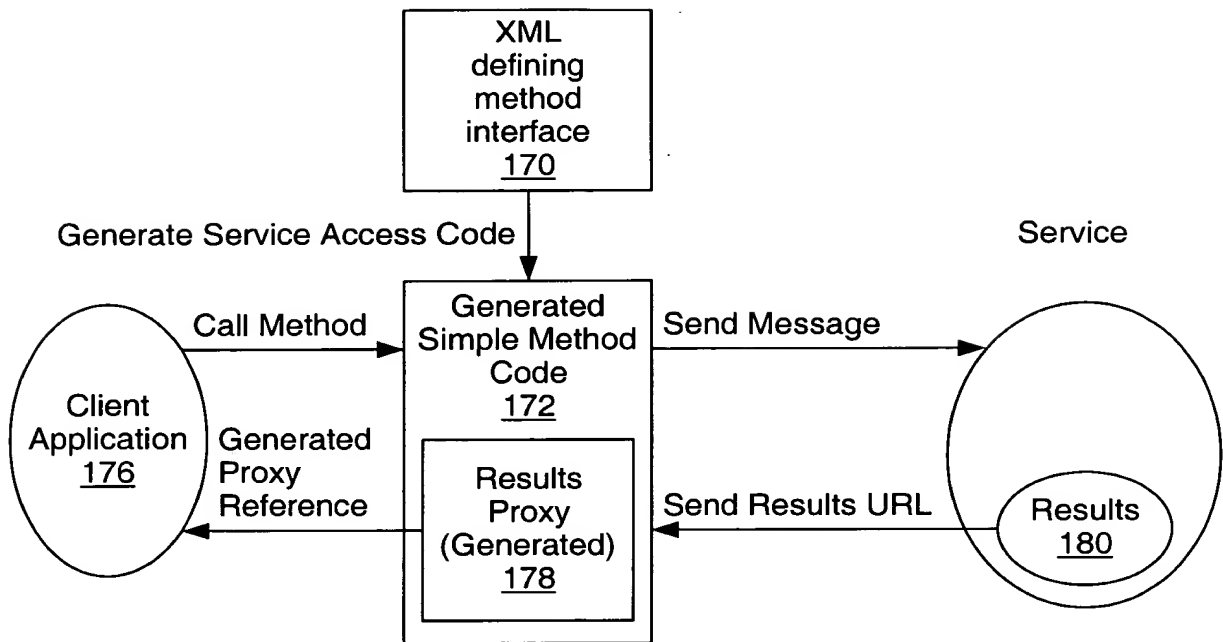 XML
defining
method
interface
170
Generate Service Access Code
Service
Generated
Simple Method
Code
172
Call Method
Send Message
Client
Application
176
Generated
Proxy
Reference
Results
Proxy
(Generated)
178
Send Results URL
Results
180